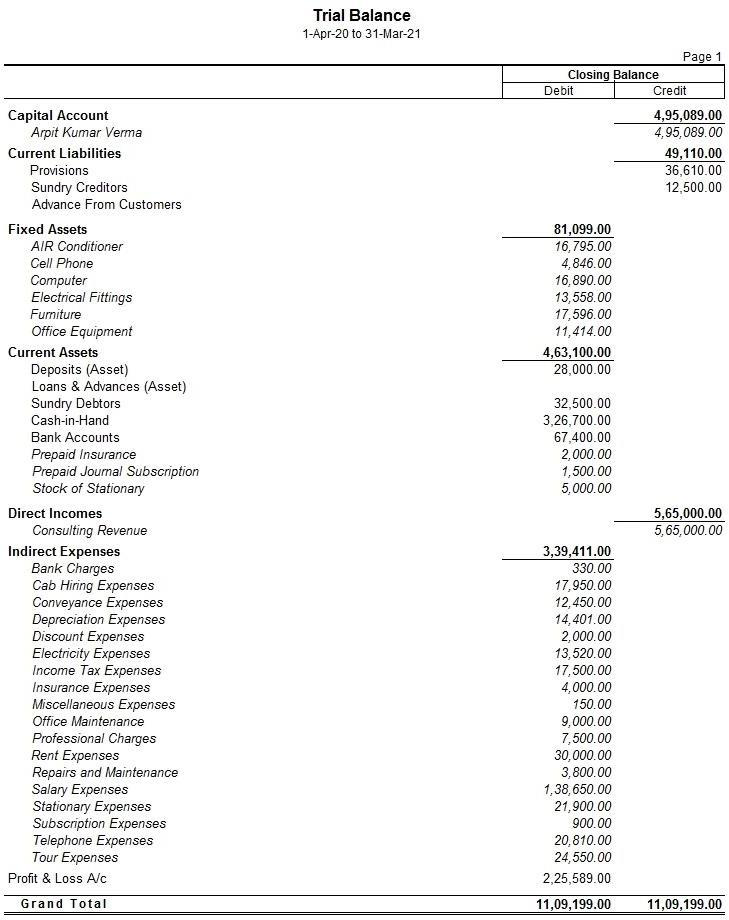 Trial Balance
1-Apr-20 to 31-Mar-21
Page 1
Closing Balance
Debit Credit
Capital Account 4,95,089.00
Arpit Kumar Verma 4,95,089.00
Current Liabilities 49,110.00
Provisions 36,610.00
Sundry Creditors 12,500.00
Advance From Customers
Fixed Assets 81,099.00
AIR Conditioner 16,795.00
Cell Phone 4,846.00
Computer 16,890.00
Electrical Fittings 13,558.00
Furniture 17,596.00
Office Equipment 11,414.00
Current Assets 4,63,100.00
Deposits (Asset) 28,000.00
Loans & Advances (Asset)
Sundry Debtors 32,500.00
Cash-in-Hand 3,26,700.00
Bank Accounts 67,400.00
Prepaid Insurance 2,000.00
Prepaid Journal Subscription 1,500.00
Stock of Stationary 5,000.00
Direct Incomes 5,65,000.00
Consulting Revenue 5,65,000.00
Indirect Expenses 3,39,411.00
Bank Charges 330.00
Cab Hiring Expenses 17,950.00
Conveyance Expenses 12,450.00
Depreciation Expenses 14,401.00
Discount Expenses 2,000.00
Electricity Expenses 13,520.00
Income Tax Expenses 17,500.00
Insurance Expenses 4,000.00
Miscellaneous Expenses 150.00
Office Maintenance 9,000.00
Professional Charges 7,500.00
Rent Expenses 30,000.00
Repairs and Maintenance 3,800.00
Salary Expenses 1,38,650.00
Stationary Expenses 21,900.00
Subscription Expenses 900.00
Telephone Expenses 20,810.00
Tour Expenses 24,550.00
Profit & Loss A/c 2,25,589.00
Grand Total 11,09,199.00 11,09,199.00